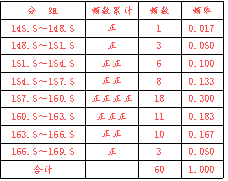 分 组 频数累计 频数 频率
145.5～148.5 正 1 0.017
148.5～151.5 正 3 0.050
151.5～154.5 正正 6 0.100
154.5～157.5 正正 8 0.133
157.5～160.5 正正正正 18 0.300
160.5～163.5 正正 11 0.183
163.5～166.5 正正 10 0.167
166.5～169.5 正 3 0.050
合计 60 1.000